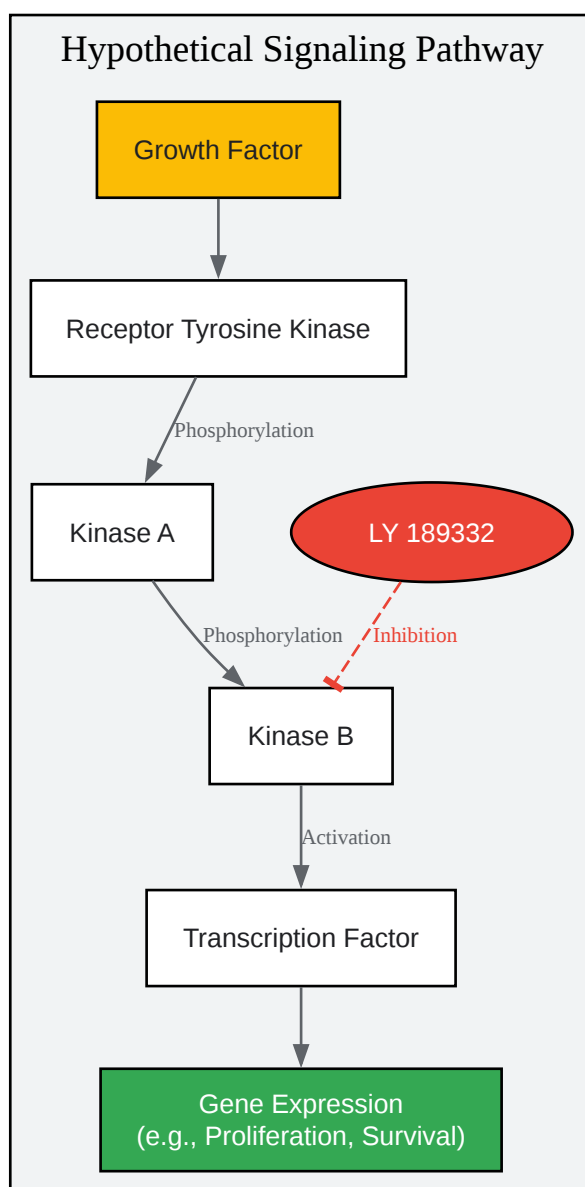 Hypothetical Signaling Pathway
Growth Factor
Receptor Tyrosine Kinase
Phosphorylation
Kinase A
LY 189332
Phosphorylation
Inhibition
Kinase B
Activation
Transcription Factor
Gene Expression
(e.g., Proliferation, Survival)